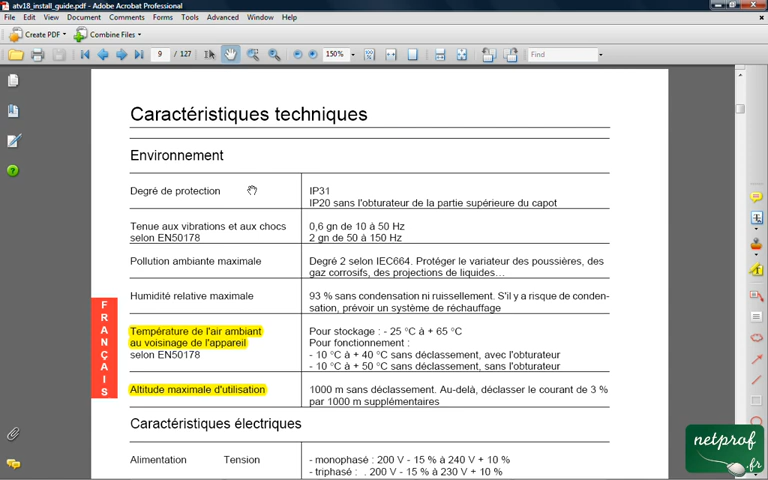 atv18_install_guide.pdf - Adobe Acrobat Professional
File Edit View Document Comments Forms Tools Advanced Window Help
Create PDF Combine Files
9 / 127 150% Find
Caractéristiques techniques
Environnement
Degré de protection
IP31
IP20 sans l'obturateur de la partie supérieure du capot
Tenue aux vibrations et aux chocs
selon EN50178
0,6 gn de 10 à 50 Hz
2 gn de 50 à 150 Hz
Pollution ambiante maximale
Degré 2 selon IEC664. Protéger le variateur des poussières, des
gaz corrosifs, des projections de liquides…
Humidité relative maximale
93 % sans condensation ni ruissellement. S'il y a risque de conden-
sation, prévoir un système de réchauffage
FRANÇAIS
Température de l'air ambiant
au voisinage de l'appareil
selon EN50178
Pour stockage : - 25 °C à + 65 °C
Pour fonctionnement :
- 10 °C à + 40 °C sans déclassement, avec l'obturateur
- 10 °C à + 50 °C sans déclassement, sans l'obturateur
Altitude maximale d'utilisation
1000 m sans déclassement. Au-delà, déclasser le courant de 3 %
par 1000 m supplémentaires
Caractéristiques électriques
Alimentation Tension
- monophasé : 200 V - 15 % à 240 V + 10 %
- triphasé : . 200 V - 15 % à 230 V + 10 %
netprof
.fr